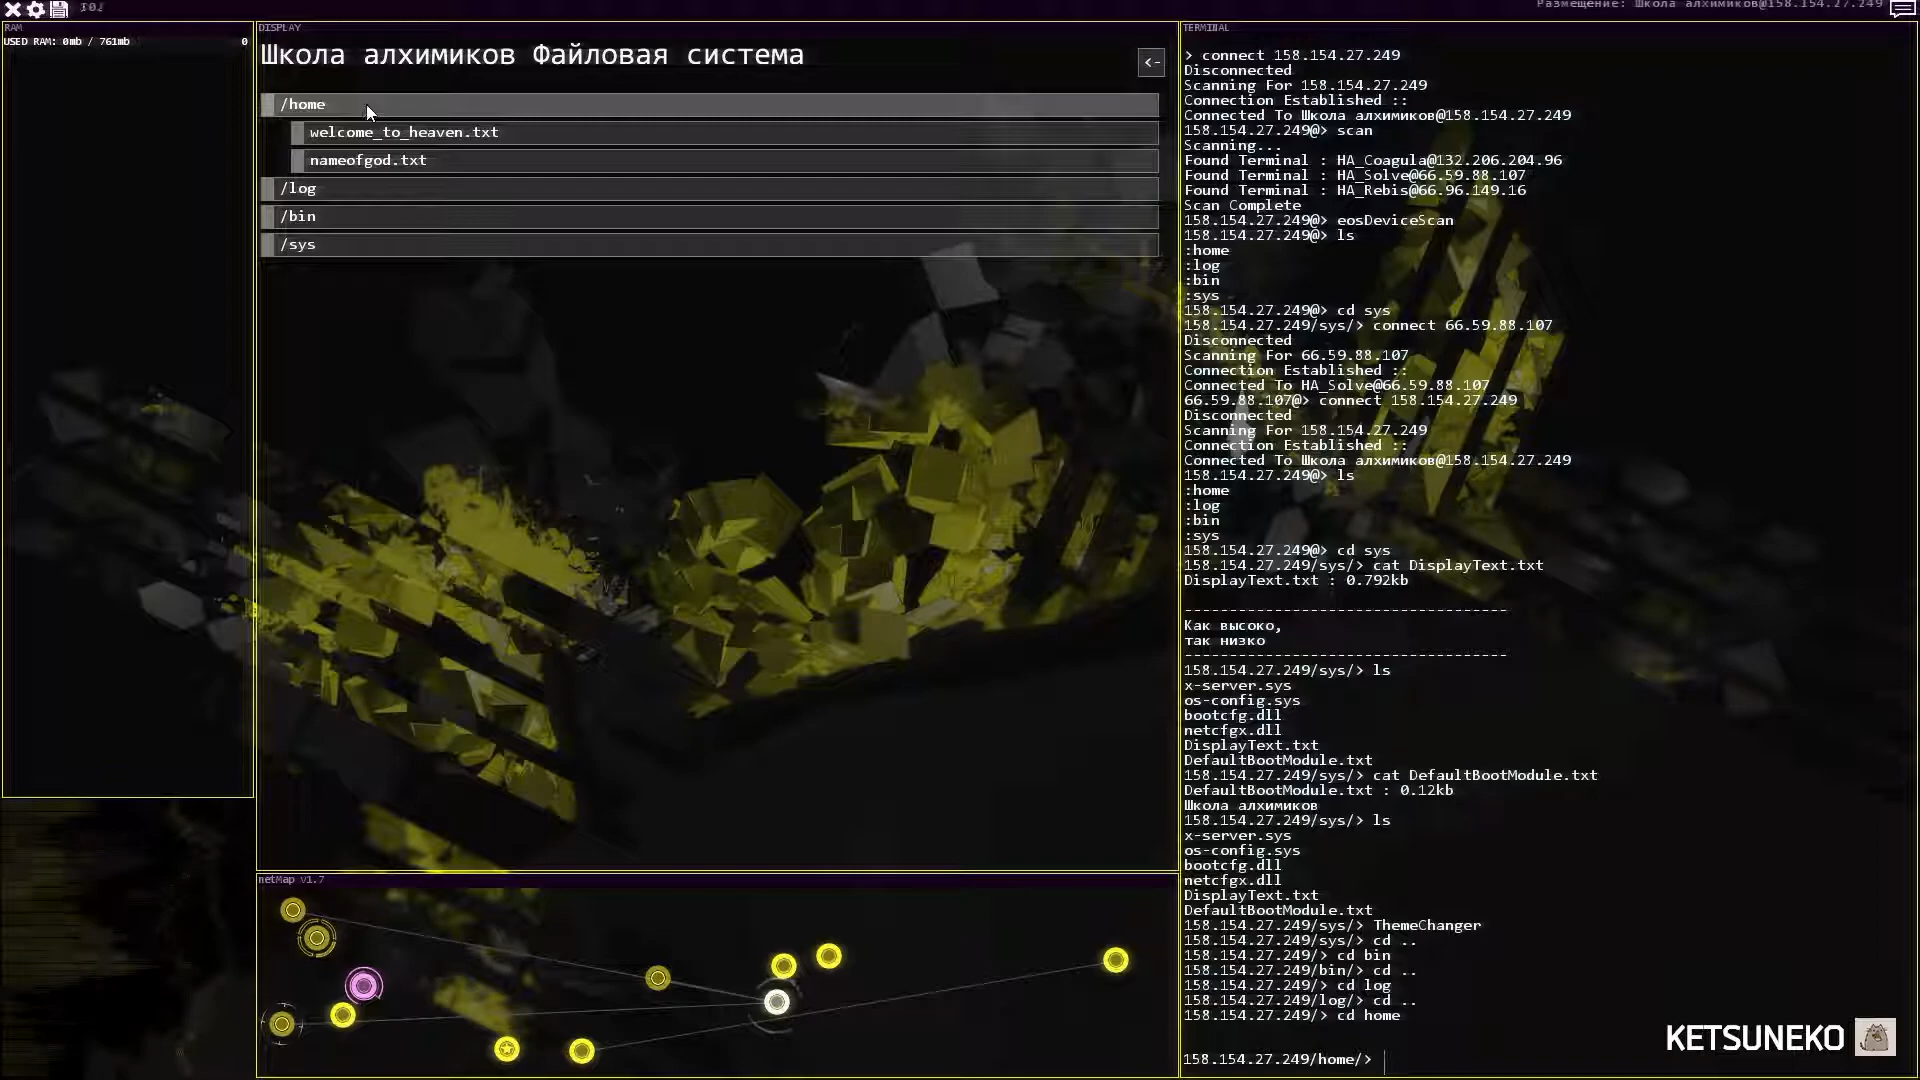 Размещение: Школа алхимиков@158.154.27.249
RAM
USED RAM: 0mb / 761mb 0
DISPLAY
Школа алхимиков Файловая система
<-
/home
welcome_to_heaven.txt
nameofgod.txt
/log
/bin
/sys
netMap v1.7
TERMINAL
> connect 158.154.27.249
Disconnected
Scanning For 158.154.27.249
Connection Established ::
Connected To Школа алхимиков@158.154.27.249
158.154.27.249@> scan
Scanning...
Found Terminal : HA_Coagula@132.206.204.96
Found Terminal : HA_Solve@66.59.88.107
Found Terminal : HA_Rebis@66.96.149.16
Scan Complete
158.154.27.249@> eosDeviceScan
158.154.27.249@> ls
:home
:log
:bin
:sys
158.154.27.249@> cd sys
158.154.27.249/sys/> connect 66.59.88.107
Disconnected
Scanning For 66.59.88.107
Connection Established ::
Connected To HA_Solve@66.59.88.107
66.59.88.107@> connect 158.154.27.249
Disconnected
Scanning For 158.154.27.249
Connection Established ::
Connected To Школа алхимиков@158.154.27.249
158.154.27.249@> ls
:home
:log
:bin
:sys
158.154.27.249@> cd sys
158.154.27.249/sys/> cat DisplayText.txt
DisplayText.txt : 0.792kb
------------------------------------
Как высоко,
так низко
------------------------------------
158.154.27.249/sys/> ls
x-server.sys
os-config.sys
bootcfg.dll
netcfgx.dll
DisplayText.txt
DefaultBootModule.txt
158.154.27.249/sys/> cat DefaultBootModule.txt
DefaultBootModule.txt : 0.12kb
Школа алхимиков
158.154.27.249/sys/> ls
x-server.sys
os-config.sys
bootcfg.dll
netcfgx.dll
DisplayText.txt
DefaultBootModule.txt
158.154.27.249/sys/> ThemeChanger
158.154.27.249/sys/> cd ..
158.154.27.249/> cd bin
158.154.27.249/bin/> cd ..
158.154.27.249/> cd log
158.154.27.249/log/> cd ..
158.154.27.249/> cd home
158.154.27.249/home/>
KETSUNEKO